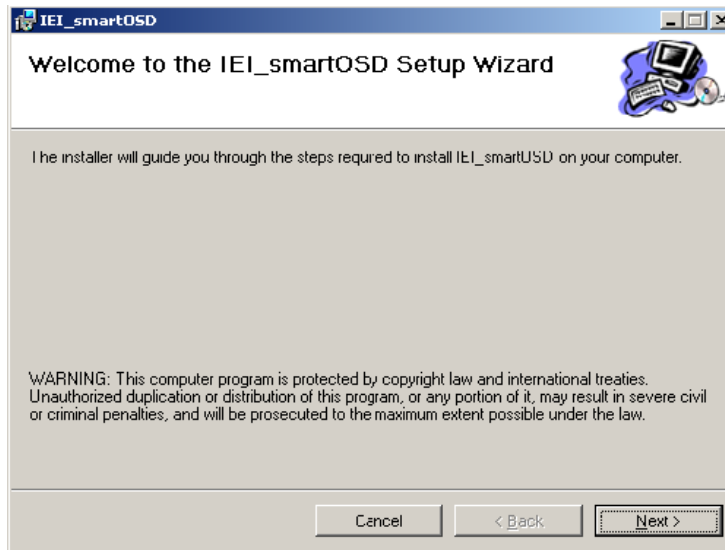 IEI_smartOSD
Welcome to the IEI_smartOSD Setup Wizard
The installer will guide you through the steps required to install IEI_smartOSD on your computer.
WARNING: This computer program is protected by copyright law and international treaties.
Unauthorized duplication or distribution of this program, or any portion of it, may result in severe civil
or criminal penalties, and will be prosecuted to the maximum extent possible under the law.
Cancel
< Back
Next >